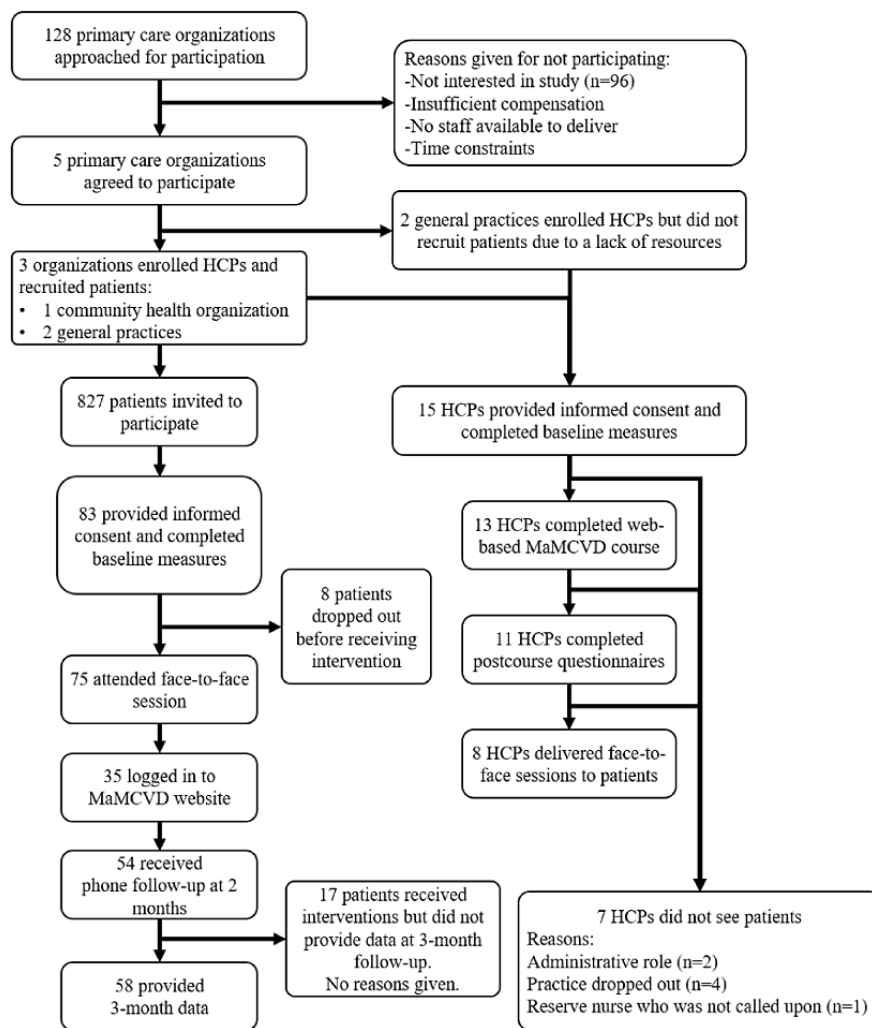 128 primary care organizations
approached for participation
Reasons given for not participating:
-Not interested in study (n=96)
-Insufficient compensation
-No staff available to deliver
-Time constraints
5 primary care organizations
agreed to participate
2 general practices enrolled HCPs but did not
recruit patients due to a lack of resources
3 organizations enrolled HCPs and
recruited patients:
• 1 community health organization
• 2 general practices
827 patients invited to
participate
15 HCPs provided informed consent and
completed baseline measures
83 provided informed
consent and completed
baseline measures
13 HCPs completed web-
based MaMCVD course
8 patients
dropped out
before receiving
intervention
11 HCPs completed
postcourse questionnaires
75 attended face-to-face
session
8 HCPs delivered face-to-
face sessions to patients
35 logged in to
MaMCVD website
54 received
phone follow-up at 2
months
17 patients received
interventions but did not
provide data at 3-month
follow-up.
No reasons given.
7 HCPs did not see patients
Reasons:
Administrative role (n=2)
Practice dropped out (n=4)
Reserve nurse who was not called upon (n=1)
58 provided
3-month data